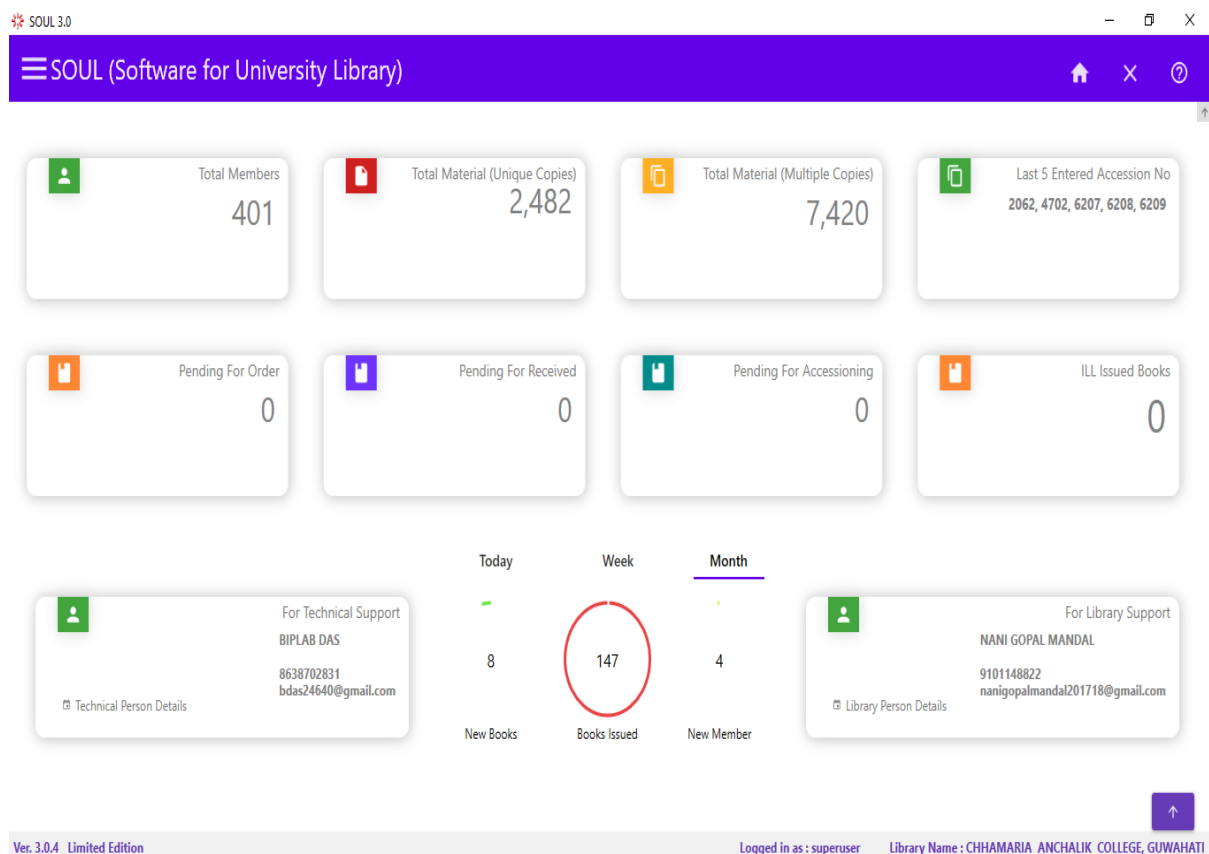 SOUL 3.0
SOUL (Software for University Library)
Total Members
401
Total Material (Unique Copies)
2,482
Total Material (Multiple Copies)
7,420
Last 5 Entered Accession No
2062, 4702, 6207, 6208, 6209
Pending For Order
0
Pending For Received
0
Pending For Accessioning
0
ILL Issued Books
0
Today Week Month
For Technical Support
BIPLAB DAS
8638702831
bdas24640@gmail.com
Technical Person Details
8
New Books
147
Books Issued
4
New Member
For Library Support
NANI GOPAL MANDAL
9101148822
nanigopalmandal201718@gmail.com
Library Person Details
Ver. 3.0.4 Limited Edition
Logged in as : superuser
Library Name : CHHAMARIA ANCHALIK COLLEGE, GUWAHATI